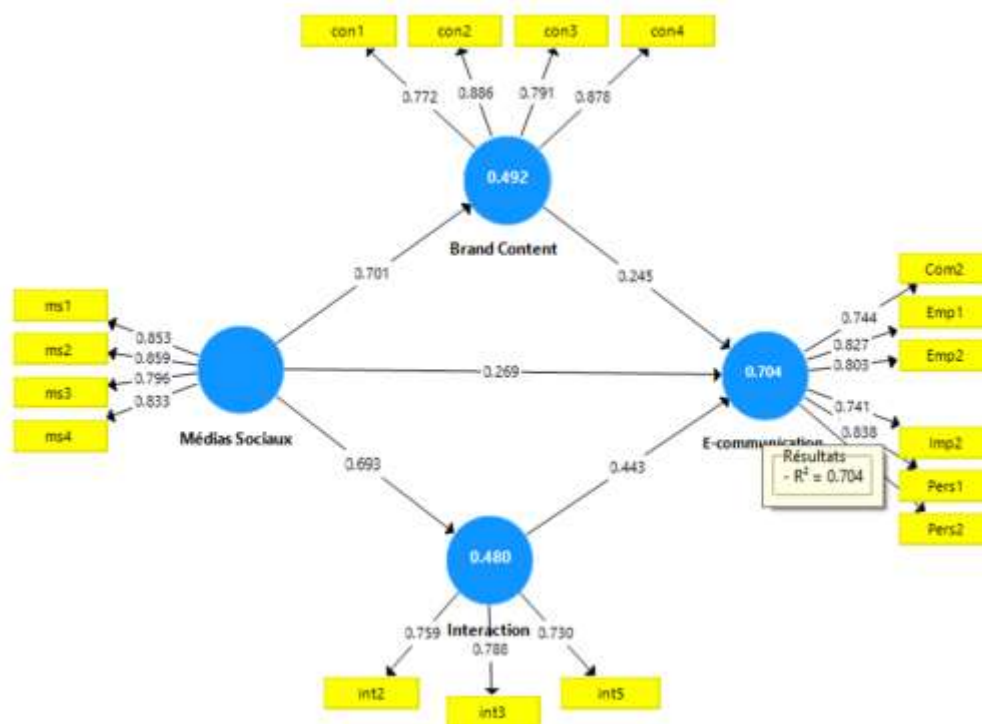 con1
con2
con3
con4
0.772
0.886
0.791
0.878
0.492
Brand Content
0.701
0.245
ms1
ms2
ms3
ms4
0.853
0.859
0.796
0.833
Médias Sociaux
0.269
0.704
E-communication
Com2
Emp1
Emp2
Imp2
Pers1
Pers2
0.744
0.827
0.803
0.741
0.838
Résultats
- R² = 0.704
0.693
0.443
0.480
Interaction
0.759
0.788
0.730
int2
int3
int5